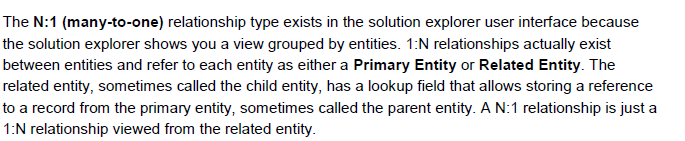 The N:1 (many-to-one) relationship type exists in the solution explorer user interface because
the solution explorer shows you a view grouped by entities. 1:N relationships actually exist
between entities and refer to each entity as either a Primary Entity or Related Entity. The
related entity, sometimes called the child entity, has a lookup field that allows storing a reference
to a record from the primary entity, sometimes called the parent entity. A N:1 relationship is just a
1:N relationship viewed from the related entity.